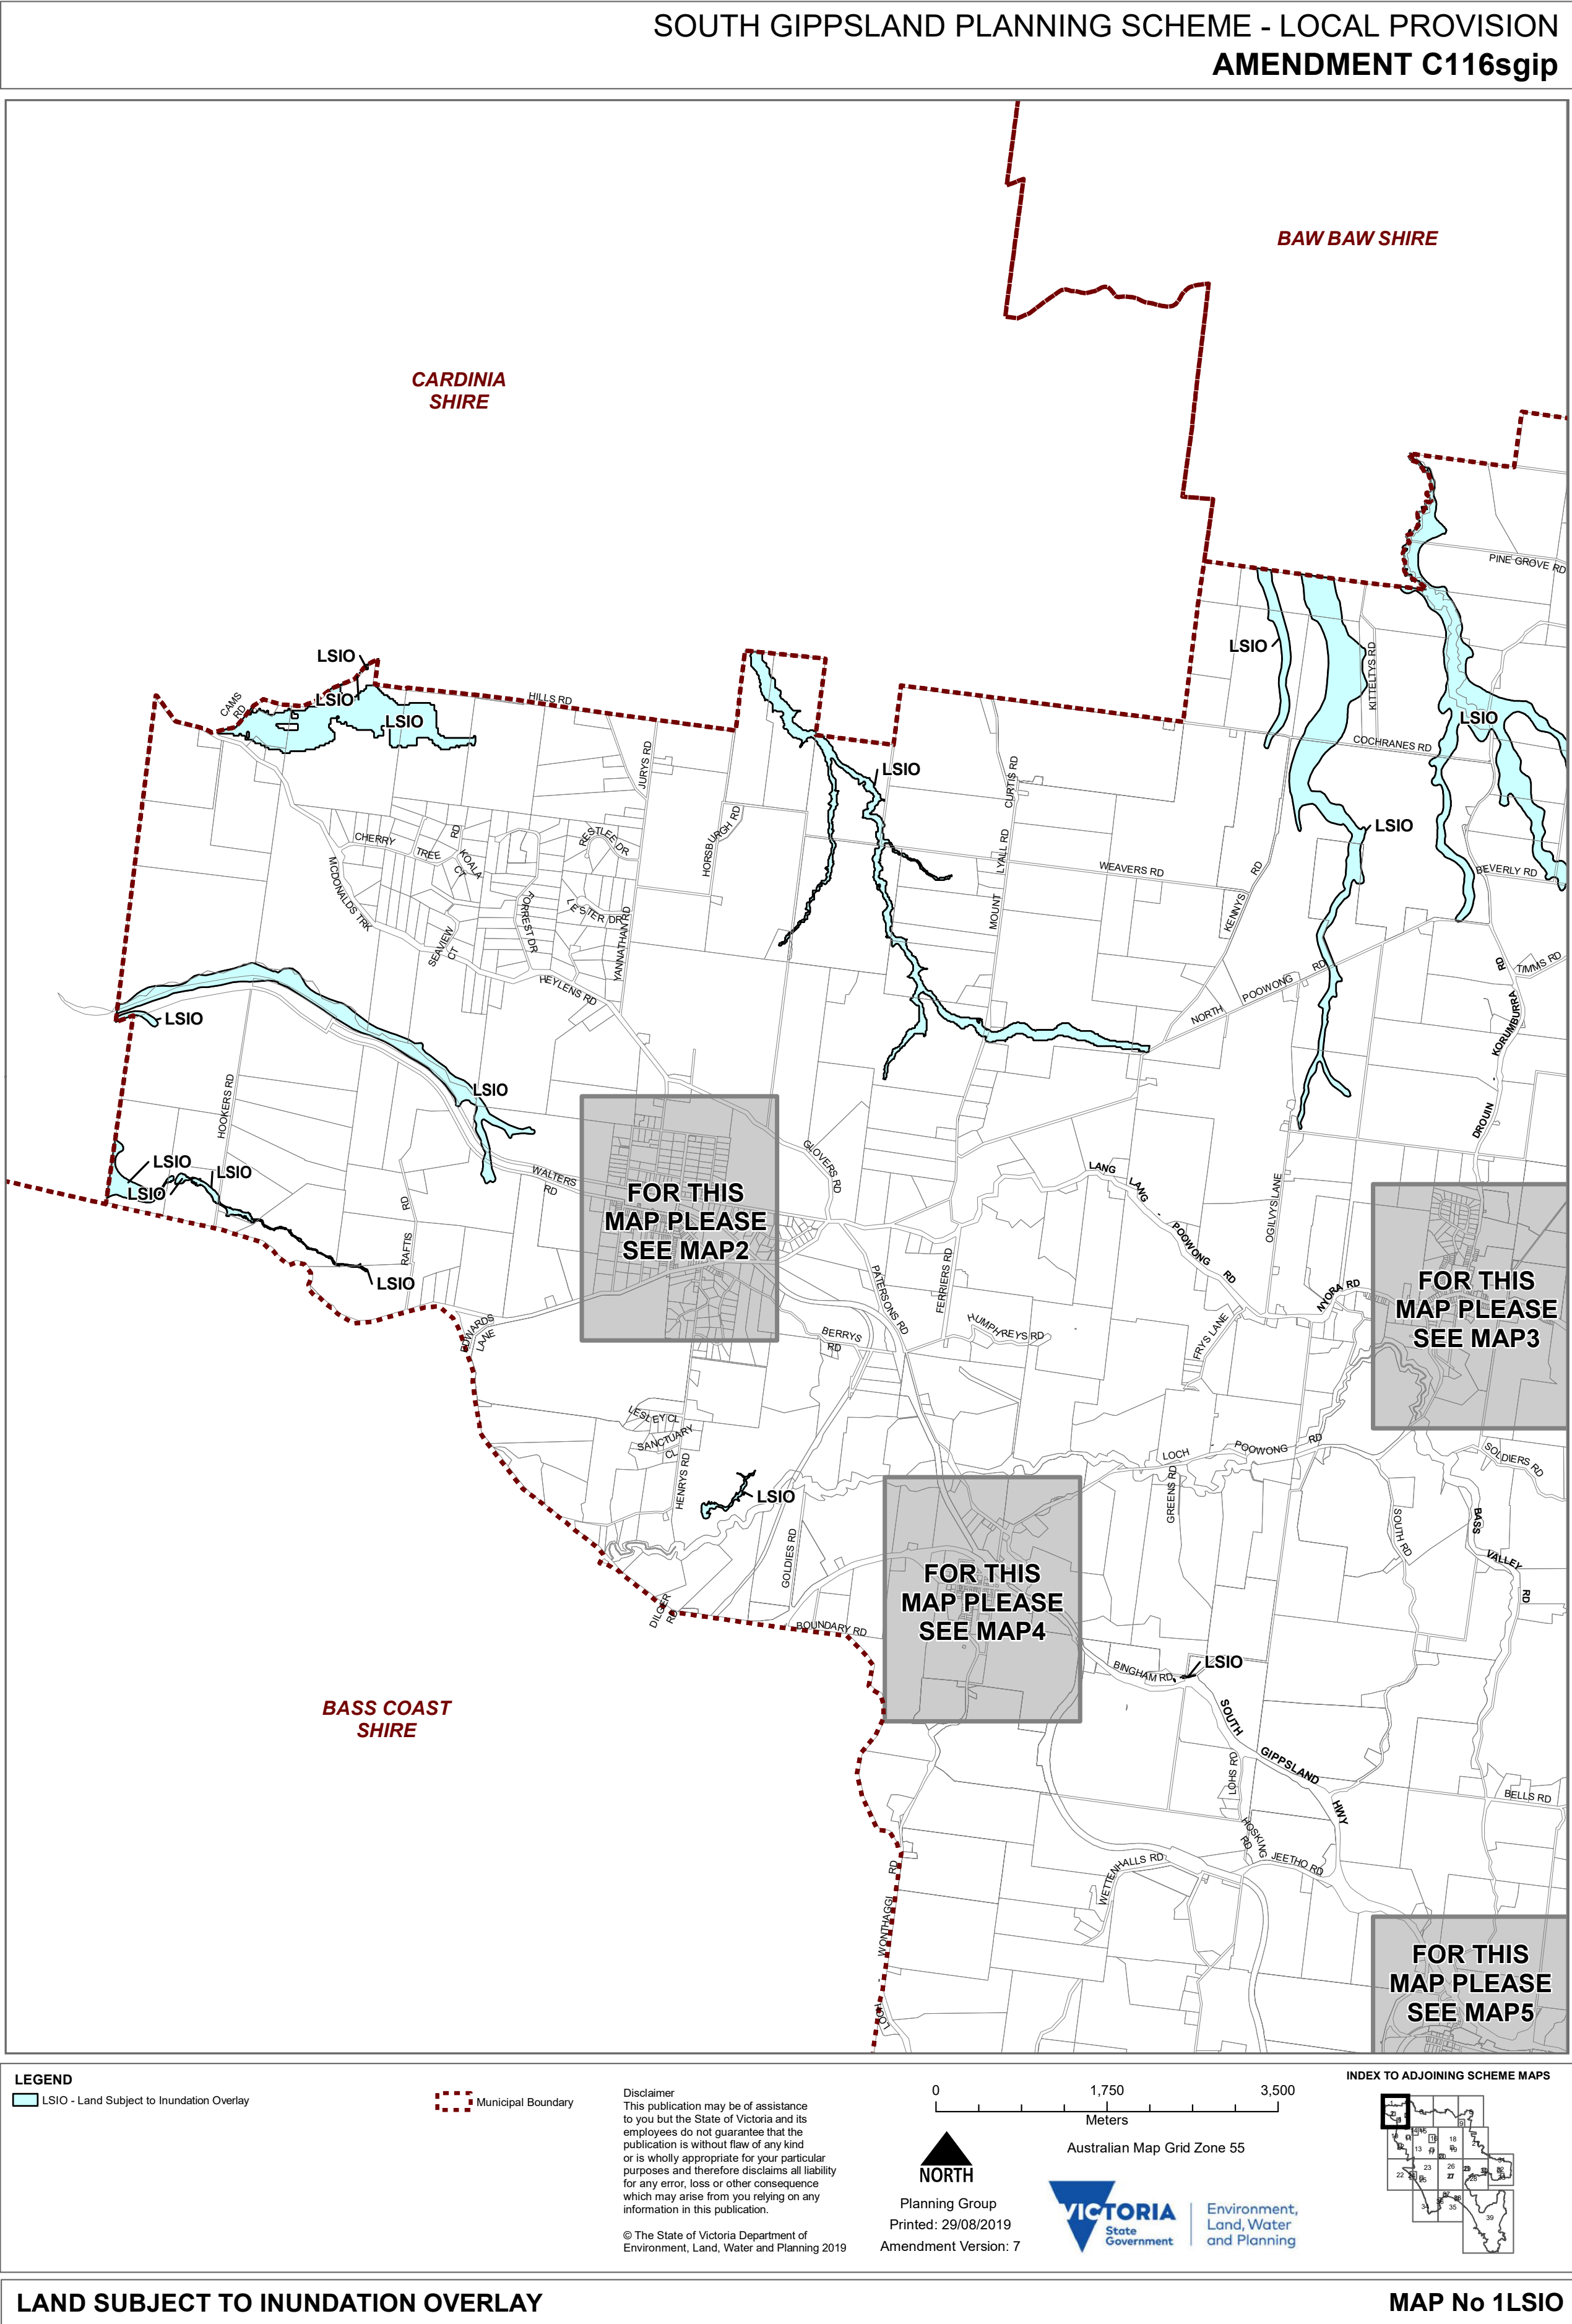 SOUTH GIPPSLAND PLANNING SCHEME - LOCAL PROVISION
AMENDMENT C116sgip
BAW BAW SHIRE
CARDINIA
SHIRE
PINE GROVE RD
LSIO
LSIO
KITTELTYS RD
LSIO
CAMS
RD
HILLS RD
LSIO
LSIO
COCHRANES RD
JURYS RD
LSIO
CURTIS RD
HORSBURGH RD
LSIO
CHERRY
TREE
RD
KOALA
CT
RESTLEE DR
LYALL RD
MOUNT
WEAVERS RD
BEVERLY RD
MCDONALDS TRK
FORREST DR
LESTER DR
YANNATHAN RD
KENNYS
RD
SEAVIEW
CT
HEYLENS RD
NORTH
POOWONG
RD
RD
TIMMS RD
LSIO
KORUMBURRA
-
DROUIN
LSIO
HOOKERS RD
GLOVERS RD
LANG
LANG
-
POOWONG
RD
LSIO
LSIO
LSIO
WALTERS
RD
FOR THIS
MAP PLEASE
SEE MAP2
OGILVYS LANE
RD
RAFTIS
LSIO
PATERSONS RD
FERRIERS RD
NYORA RD
FOR THIS
MAP PLEASE
SEE MAP3
EDWARDS
LANE
BERRYS
RD
HUMPHREYS RD
FRYS LANE
LESLEY CL
SANCTUARY
CL
HENRYS RD
LSIO
LOCH
-
POOWONG
RD
GREENS RD
SOLDIERS RD
SOUTH RD
BASS
VALLEY
RD
GOLDIES RD
FOR THIS
MAP PLEASE
SEE MAP4
DILGER
RD
BOUNDARY RD
BINGHAM RD
LSIO
BASS COAST
SHIRE
SOUTH
GIPPSLAND
HWY
LOHS RD
BELLS RD
HOSKING
RD
JEETHO RD
WETTENHALLS RD
RD
WONTHAGGI
-
LOCH
FOR THIS
MAP PLEASE
SEE MAP5
LEGEND
LSIO - Land Subject to Inundation Overlay
Municipal Boundary
Disclaimer
This publication may be of assistance
to you but the State of Victoria and its
employees do not guarantee that the
publication is without flaw of any kind
or is wholly appropriate for your particular
purposes and therefore disclaims all liability
for any error, loss or other consequence
which may arise from you relying on any
information in this publication.
© The State of Victoria Department of
Environment, Land, Water and Planning 2019
0 1,750 3,500
Meters
Australian Map Grid Zone 55
NORTH
Planning Group
Printed: 29/08/2019
Amendment Version: 7
VICTORIA
State
Government
Environment,
Land, Water
and Planning
INDEX TO ADJOINING SCHEME MAPS
9
18
13
22
23
26
35
39
LAND SUBJECT TO INUNDATION OVERLAY
MAP No 1LSIO